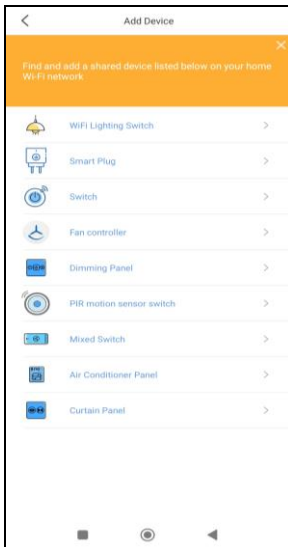 Add Device
Find and add a shared device listed below on your home
Wi-Fi network
WiFi Lighting Switch
Smart Plug
Switch
Fan controller
Dimming Panel
PIR motion sensor switch
Mixed Switch
Air Conditioner Panel
Curtain Panel